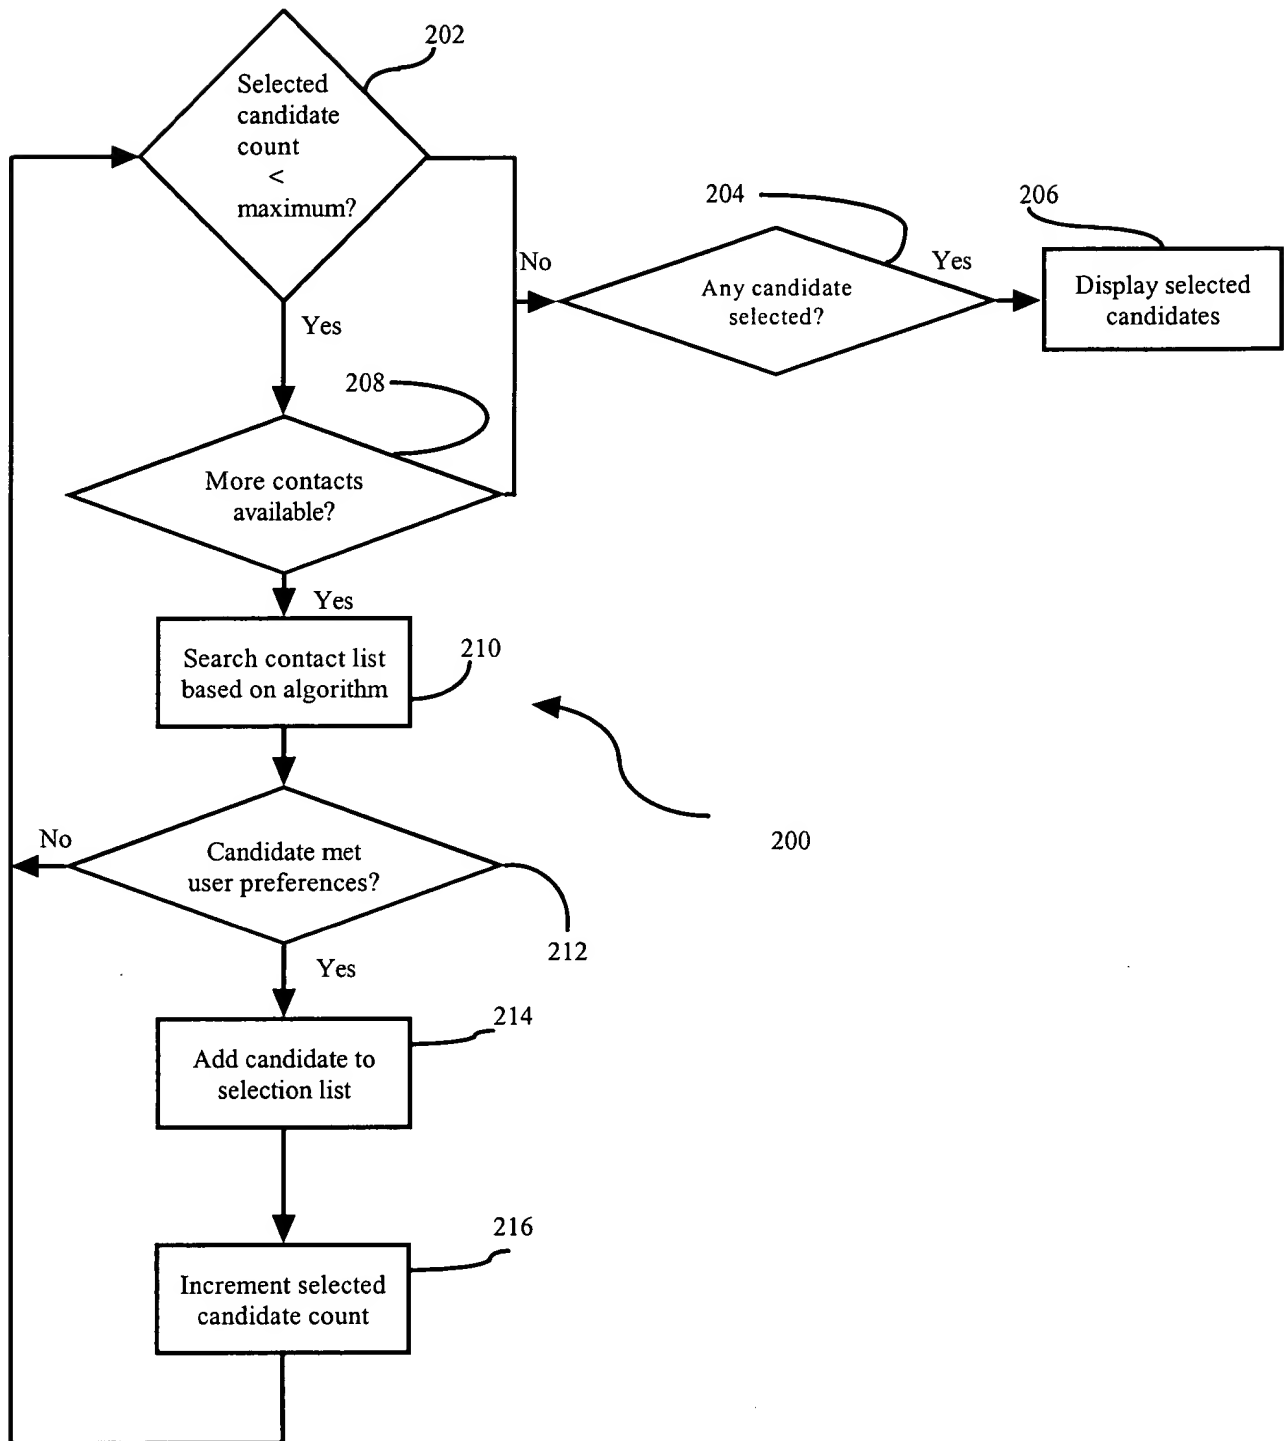 202
Selected
candidate
count
<
maximum?
204
206
No
Yes
Any candidate
selected?
Display selected
candidates
Yes
208
More contacts
available?
Yes
Search contact list
based on algorithm
210
200
No
Candidate met
user preferences?
212
Yes
214
Add candidate to
selection list
216
Increment selected
candidate count